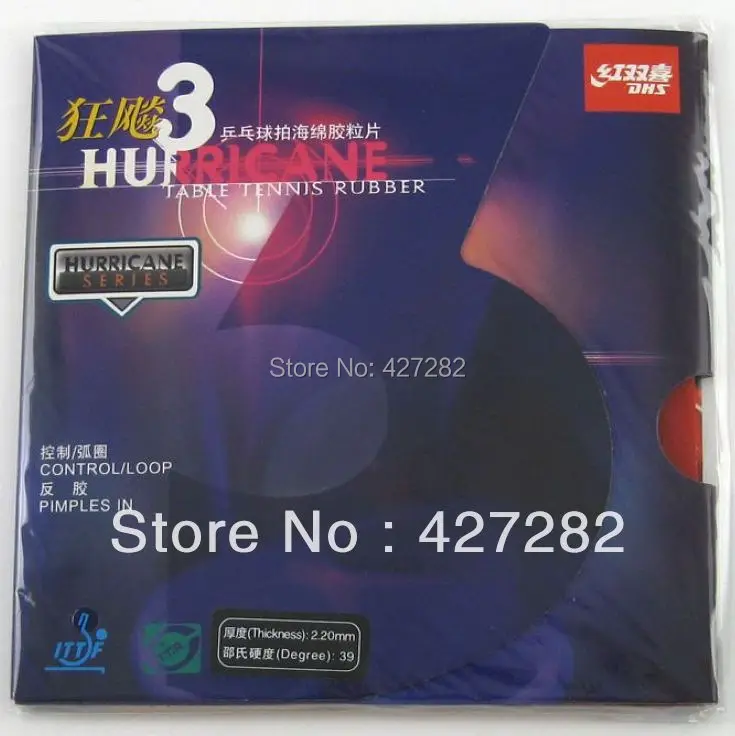 红双喜
DHS
狂飚3
乒乓球拍海绵胶粒片
HURRICANE
TABLE TENNIS RUBBER
HURRICANE
SERIES
Store No: 427282
控制/弧圈
CONTROL/LOOP
反 胶
PIMPLES IN
Store No : 427282
ITTF
厚度(Thickness): 2.20mm
邵氏硬度(Degree): 39